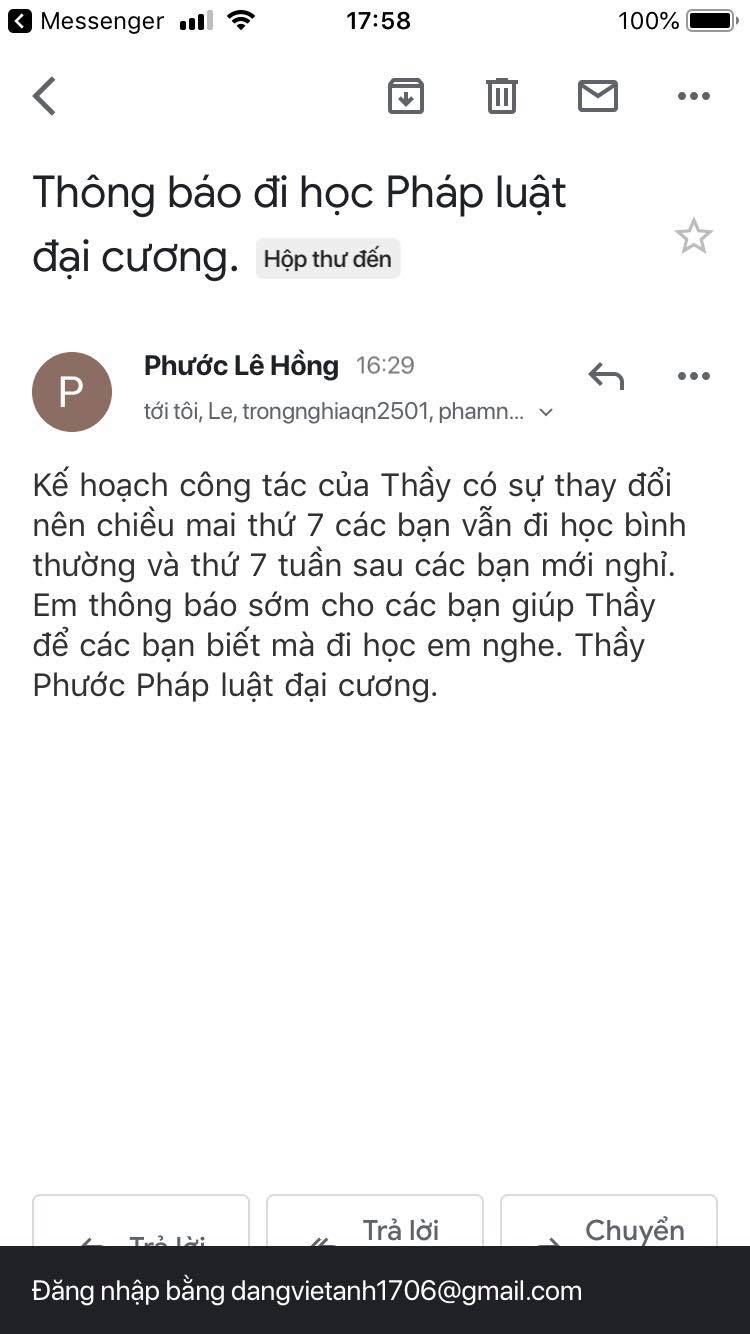 Messenger 17:58 100%
Thông báo đi học Pháp luật
đại cương. Hộp thư đến
P
Phước Lê Hồng 16:29
tới tôi, Le, trongnghiaqn2501, phamn...
Kế hoạch công tác của Thầy có sự thay đổi
nên chiều mai thứ 7 các bạn vẫn đi học bình
thường và thứ 7 tuần sau các bạn mới nghỉ.
Em thông báo sớm cho các bạn giúp Thầy
để các bạn biết mà đi học em nghe. Thầy
Phước Pháp luật đại cương.
Trả lời Trả lời Chuyển
Đăng nhập bằng dangvietanh1706@gmail.com